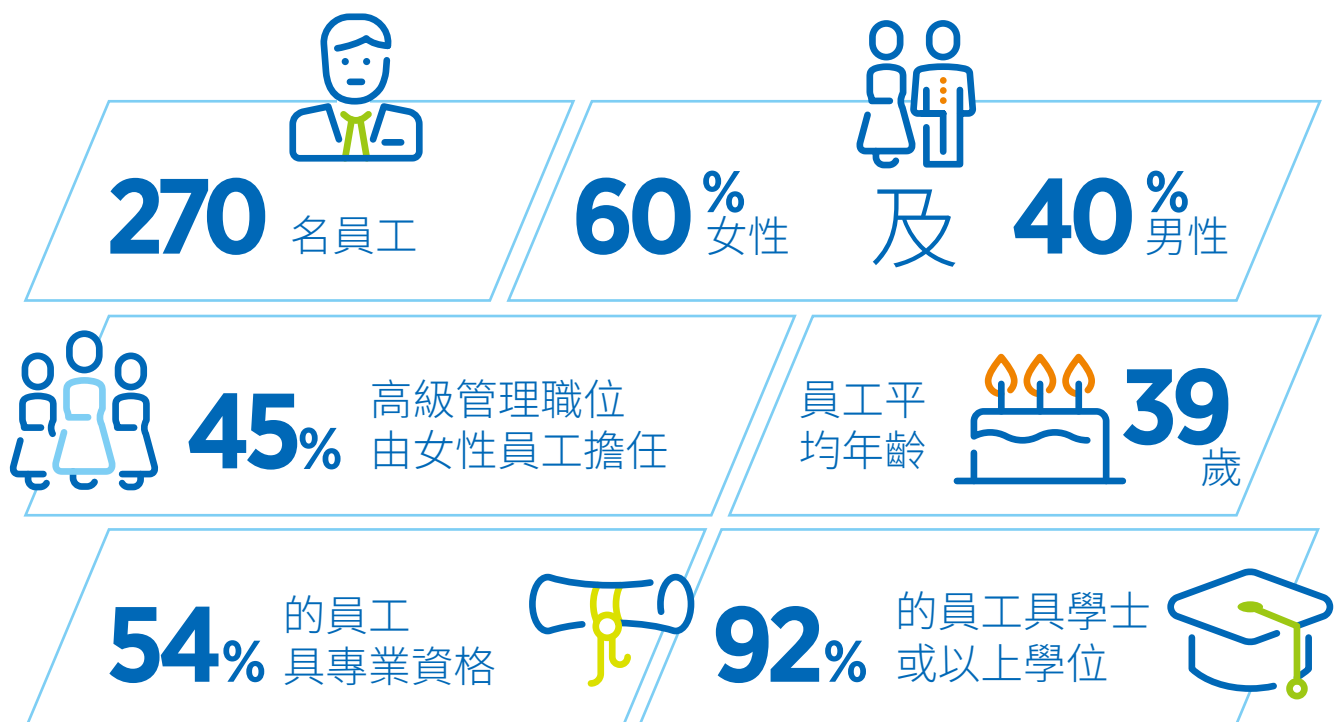 270 名員工
60% 女性 及 40% 男性
45% 高級管理職位
由女性員工擔任
員工平
均年齡
39
歲
54% 的員工
具專業資格
92% 的員工具學士
或以上學位